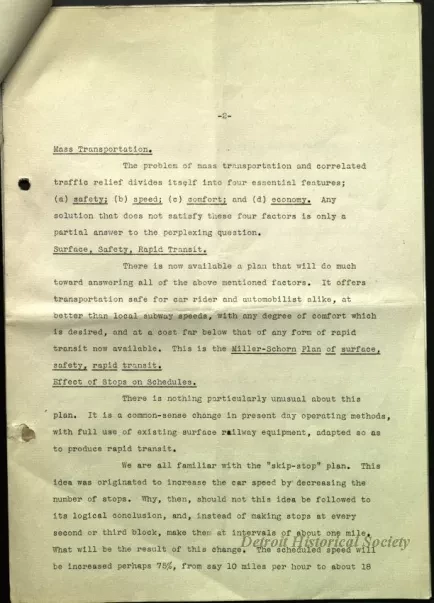 -2-
Mass Transportation.
The problem of mass transportation and correlated
traffic relief divides itself into four essential features;
(a) safety; (b) speed; (c) comfort; and (d) economy. Any
solution that does not satisfy these four factors is only a
partial answer to the perplexing question.
Surface, Safety, Rapid Transit.
There is now available a plan that will do much
toward answering all of the above mentioned factors. It offers
transportation safe for car rider and automobilist alike, at
better than local subway speeds, with any degree of comfort which
is desired, and at a cost far below that of any form of rapid
transit now available. This is the Miller-Schorn Plan of surface,
safety, rapid transit.
Effect of Stops on Schedules.
There is nothing particularly unusual about this
plan. It is a common-sense change in present day operating methods,
with full use of existing surface railway equipment, adapted so as
to produce rapid transit.
We are all familiar with the "skip-stop" plan. This
idea was originated to increase the car speed by decreasing the
number of stops. Why, then, should not this idea be followed to
its logical conclusion, and, instead of making stops at every
second or third block, make them at intervals of about one mile.
Detroit Historical Society
What will be the result of this change. The scheduled speed will
be increased perhaps 75%, from say 10 miles per hour to about 18